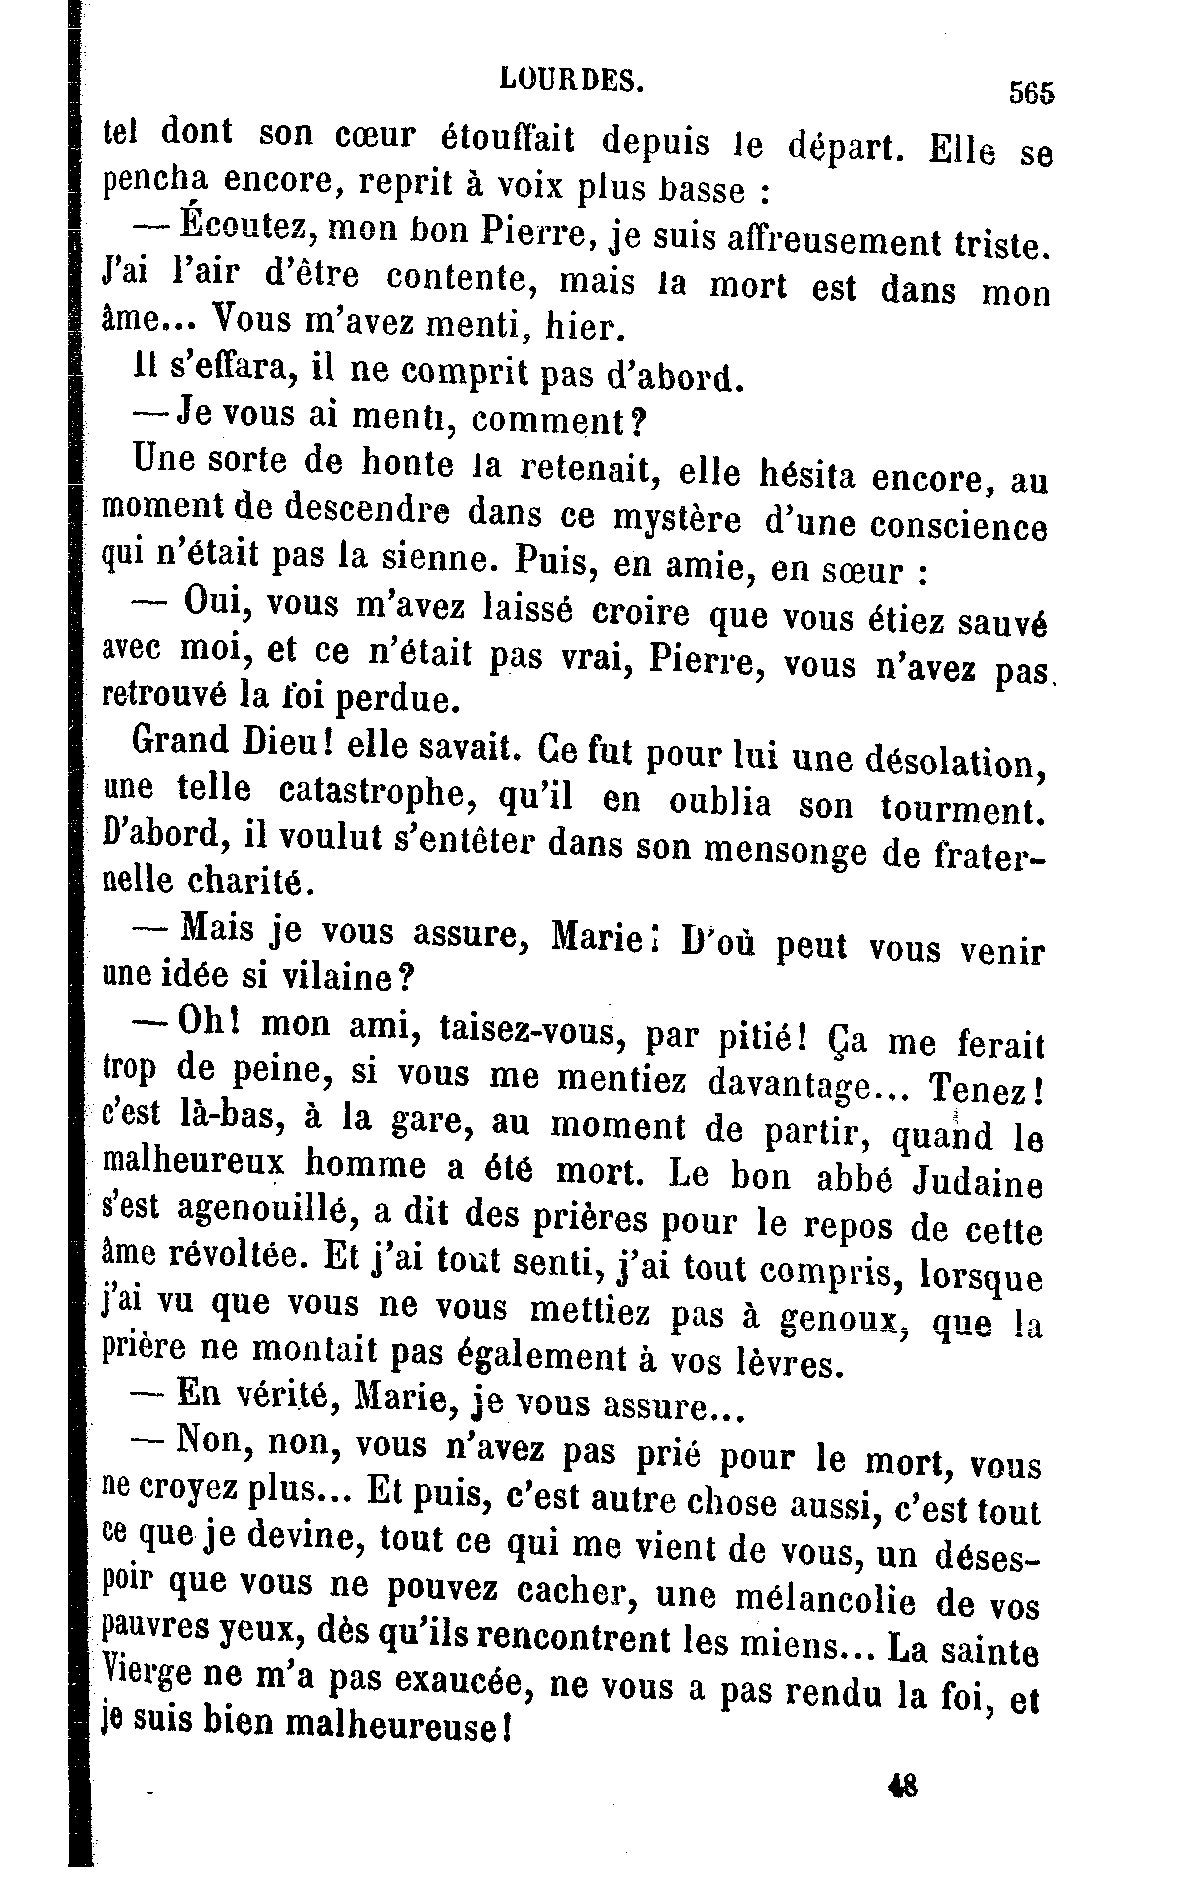 LOURDES.
565
tel dont son cœur étouffait depuis le départ. Elle se
pencha encore, reprit à voix plus basse :
— Écoutez, mon bon Pierre, je suis affreusement triste.
J'ai l'air d'être contente, mais la mort est dans mon
âme... Vous m'avez menti, hier.
Il s'effara, il ne comprit pas d'abord.
— Je vous ai menti, comment?
Une sorte de honte la retenait, elle hésita encore, au
moment de descendre dans ce mystère d'une conscience
qui n'était pas la sienne. Puis, en amie, en sœur :
— Oui, vous m'avez laissé croire que vous étiez sauvé
avec moi, et ce n'était pas vrai, Pierre, vous n'avez pas
retrouvé la foi perdue.
Grand Dieu! elle savait. Ce fut pour lui une désolation,
une telle catastrophe, qu'il en oublia son tourment.
D'abord, il voulut s'entêter dans son mensonge de frater-
nelle charité.
— Mais je vous assure, Marie! D'où peut vous venir
une idée si vilaine?
— Oh! mon ami, taisez-vous, par pitié! Ça me ferait
trop de peine, si vous me mentiez davantage... Tenez!
c'est là-bas, à la gare, au moment de partir, quand le
malheureux homme a été mort. Le bon abbé Judaine
s'est agenouillé, a dit des prières pour le repos de cette
âme révoltée. Et j'ai tout senti, j'ai tout compris, lorsque
j'ai vu que vous ne vous mettiez pas à genoux, que la
prière ne montait pas également à vos lèvres.
— En vérité, Marie, je vous assure...
— Non, non, vous n'avez pas prié pour le mort, vous
ne croyez plus... Et puis, c'est autre chose aussi, c'est tout
ce que je devine, tout ce qui me vient de vous, un déses-
poir que vous ne pouvez cacher, une mélancolie de vos
pauvres yeux, dès qu'ils rencontrent les miens... La sainte
Vierge ne m'a pas exaucée, ne vous a pas rendu la foi, et
je suis bien malheureuse!
48